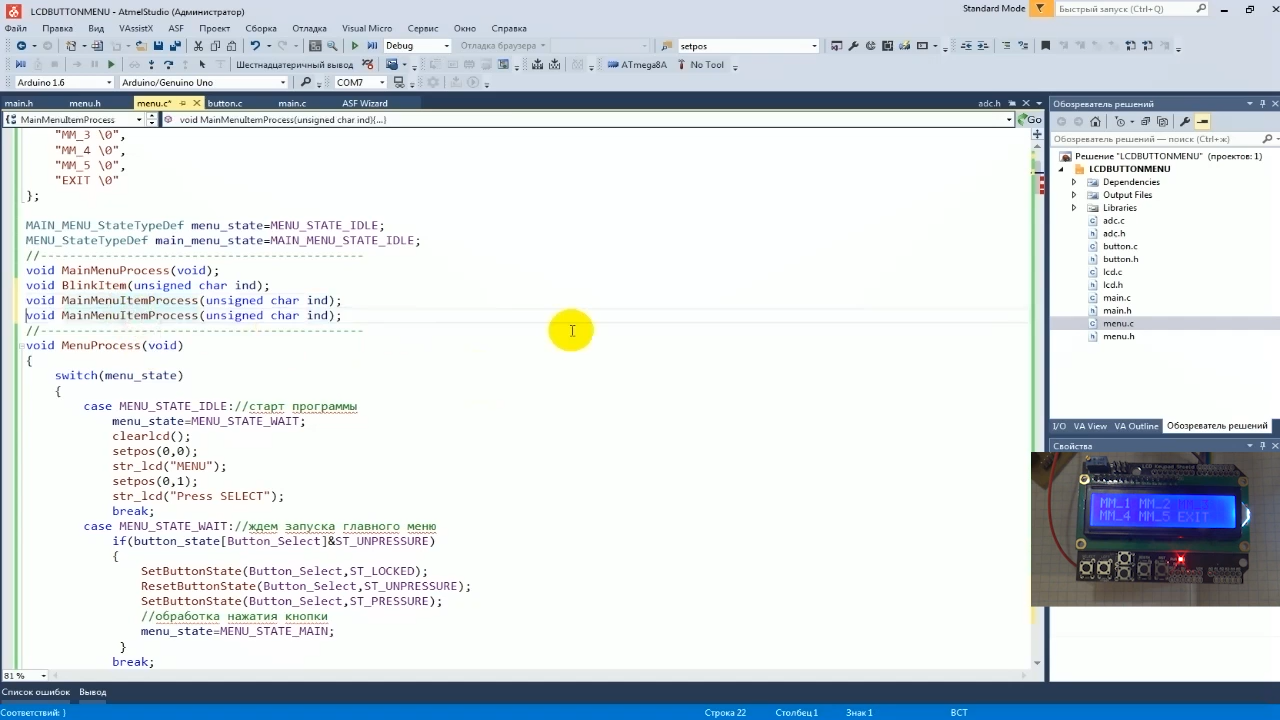 LCDBUTTONMENU - AtmelStudio (Администратор)
Standard Mode
Быстрый запуск (Ctrl+Q)
Файл Правка Вид VAssistX ASF Проект Сборка Отладка Visual Micro Сервис Окно Справка
Debug
Отладка браузера
setpos
Шестнадцатеричный вывод
ATmega8A
No Tool
Arduino 1.6
Arduino/Genuino Uno
COM7
main.h menu.h menu.c* button.c main.c ASF Wizard adc.h
MainMenuProcess
void MainMenuItemProcess(unsigned char ind){...}
Go
"MM_3 \0",
"MM_4 \0",
"MM_5 \0",
"EXIT \0"
};
MAIN_MENU_StateTypeDef menu_state=MENU_STATE_IDLE;
MENU_StateTypeDef main_menu_state=MAIN_MENU_STATE_IDLE;
//---------------------------------------------
void MainMenuProcess(void);
void BlinkItem(unsigned char ind);
void MainMenuItemProcess(unsigned char ind);
void MainMenuItemProcess(unsigned char ind);
//---------------------------------------------
void MenuProcess(void)
{
switch(menu_state)
{
case MENU_STATE_IDLE://старт программы
menu_state=MENU_STATE_WAIT;
clearlcd();
setpos(0,0);
str_lcd("MENU");
setpos(0,1);
str_lcd("Press SELECT");
break;
case MENU_STATE_WAIT://ждем запуска главного меню
if(button_state[Button_Select]&ST_UNPRESSURE)
{
SetButtonState(Button_Select,ST_LOCKED);
ResetButtonState(Button_Select,ST_UNPRESSURE);
SetButtonState(Button_Select,ST_PRESSURE);
//обработка нажатия кнопки
menu_state=MENU_STATE_MAIN;
}
break;
81 %
Обозреватель решений
Обозреватель решений — поиск (Ctrl+ж)
Решение "LCDBUTTONMENU" (проектов: 1)
LCDBUTTONMENU
Dependencies
Output Files
Libraries
adc.c
adc.h
button.c
button.h
lcd.c
lcd.h
main.c
main.h
menu.c
menu.h
I/O VA View VA Outline Обозреватель решений
Свойства
LCD Keypad Shield
MM_1 MM_2 MM_3
MM_4 MM_5 EXIT
Список ошибок Вывод
Соответствий: }
Строка 22
Столбец 1
Знак 1
ВСТ